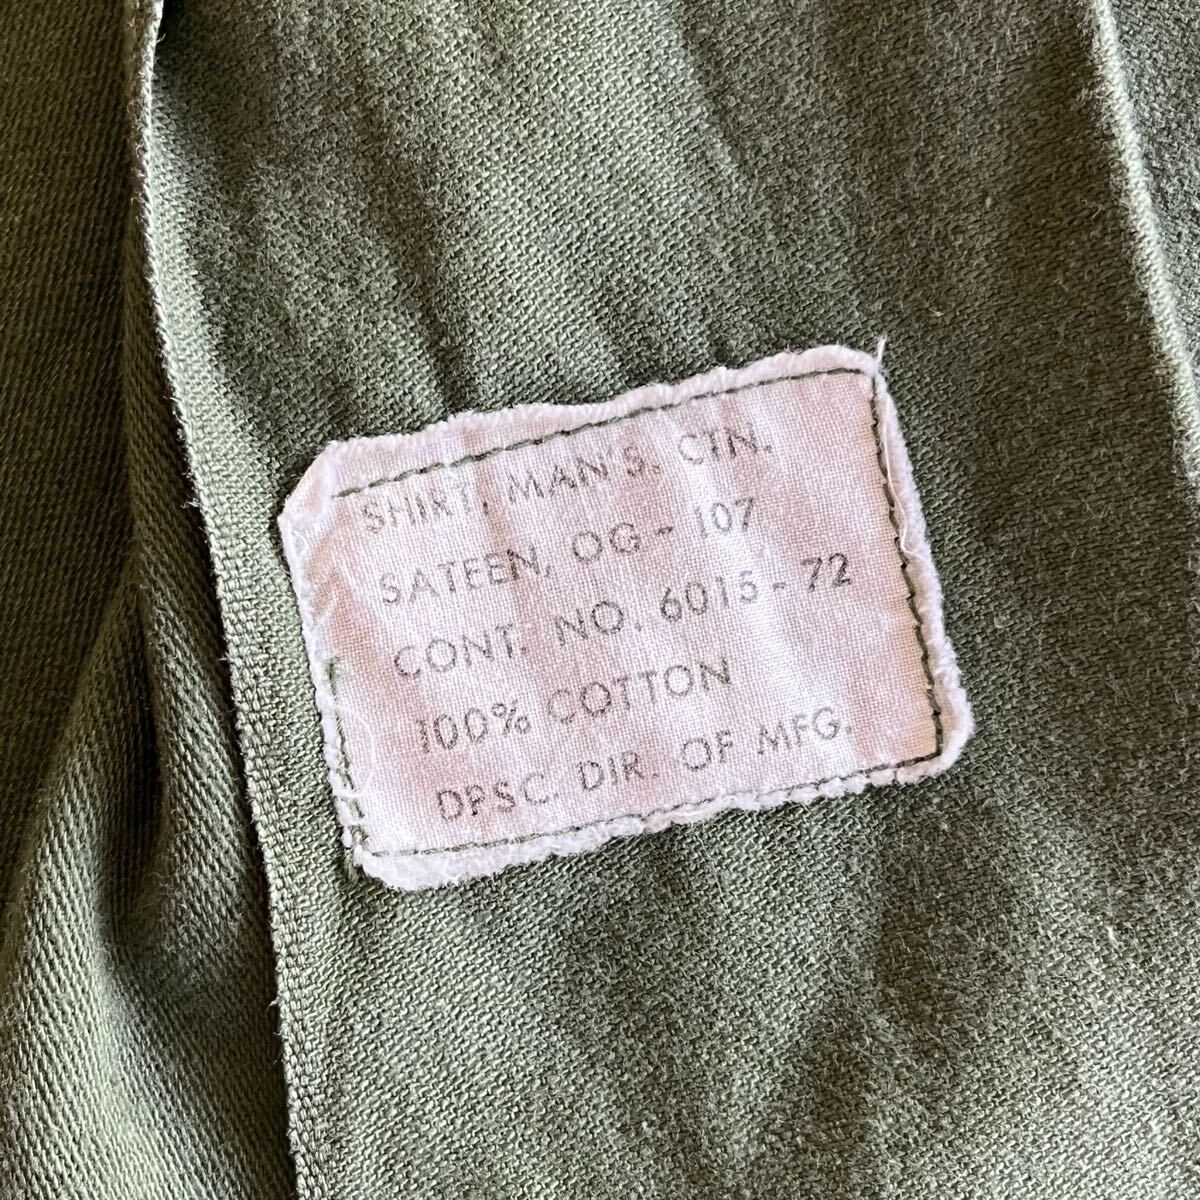 SHIRT, MAN'S, CTN.
SATEEN, OG - 107
CONT. NO. 6015 - 72
100% COTTON
DPSC. DIR. OF MFG.